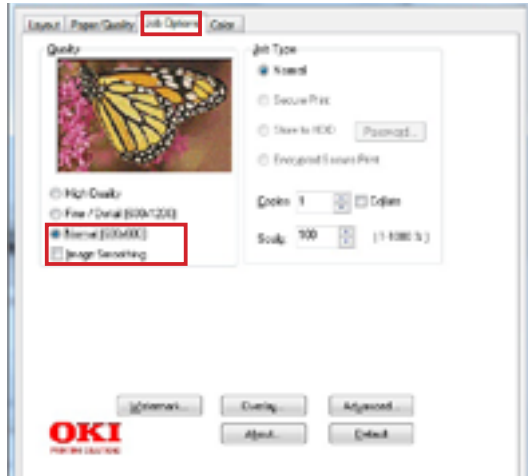 Layout Paper/Quality Job Options Color
Quality
High Quality
Fine / Detail (600x1200)
Normal (600x600)
Image Smoothing
Job Type
Normal
Secure Print
Store to HDD Password...
Encrypted Secure Print
Copies 1 Collate
Scale 100 (1-1000 %)
Watermark... Overlay... Advanced...
About... Default
OKI
PRINTING SOLUTIONS